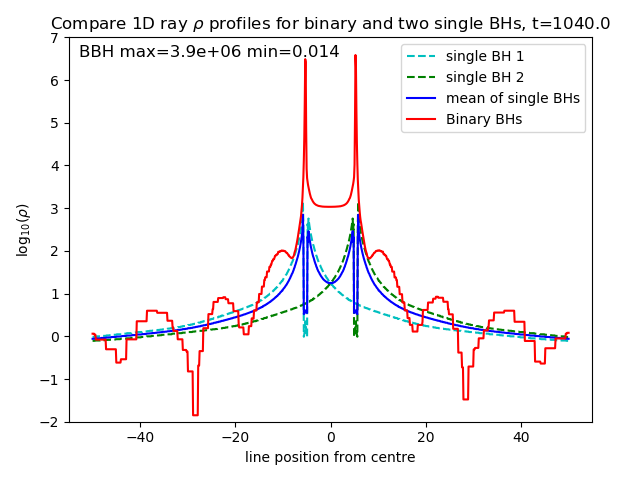 Compare 1D ray ρ profiles for binary and two single BHs, t=1040.0
BBH max=3.9e+06 min=0.014
single BH 1
single BH 2
mean of single BHs
Binary BHs
log₁₀(ρ)
7
6
5
4
3
2
1
0
−1
−2
−40 −20 0 20 40
line position from centre